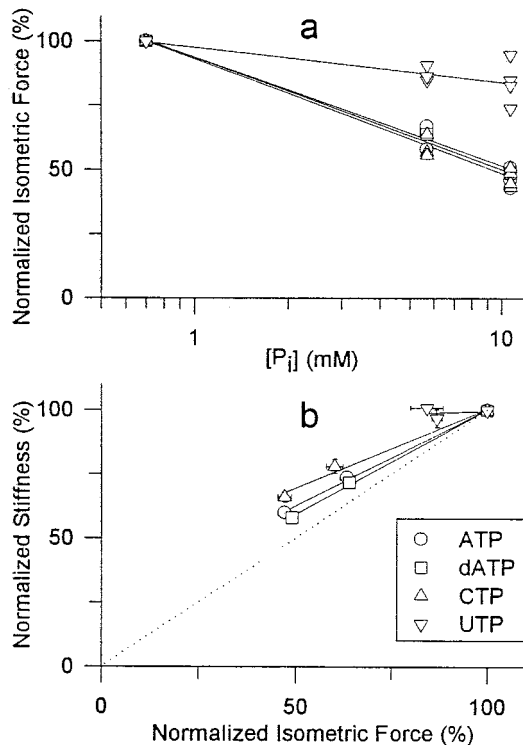 a
Normalized Isometric Force (%)
100
50
0
1
10
[Pi] (mM)
b
Normalized Stiffness (%)
100
50
0
ATP
dATP
CTP
UTP
0
50
100
Normalized Isometric Force (%)